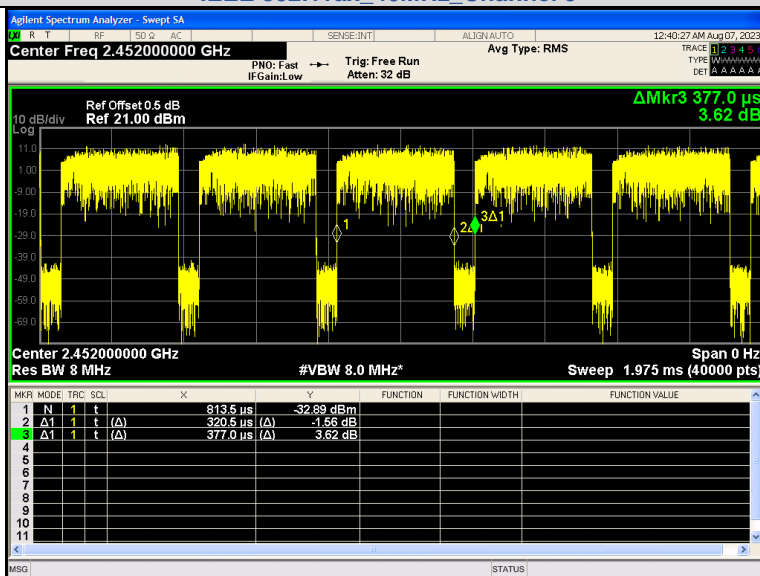 Agilent Spectrum Analyzer - Swept SA
LXI R T RF 50 Ω AC SENSE:INT ALIGNAUTO 12:40:27 AM Aug 07, 2023
Center Freq 2.452000000 GHz Avg Type: RMS TRACE 1 2 3 4 5
PNO: Fast Trig: Free Run TYPE
IFGain:Low Atten: 32 dB DET A A A A A
ΔMkr3 377.0 µs
Ref Offset 0.5 dB
10 dB/div Ref 21.00 dBm 3.62 dB
Log
11.0
1.00
-9.00
-19.0
-29.0
-39.0
-49.0
-59.0
-69.0
1
2Δ1
3Δ1
Center 2.452000000 GHz Span 0 Hz
Res BW 8 MHz #VBW 8.0 MHz* Sweep 1.975 ms (40000 pts)
MKR MODE TRC SCL X Y FUNCTION FUNCTION WIDTH FUNCTION VALUE
1 N 1 t 813.5 µs -32.89 dBm
2 Δ1 1 t (Δ) 320.5 µs (Δ) -1.56 dB
3 Δ1 1 t (Δ) 377.0 µs (Δ) 3.62 dB
4
5
6
7
8
9
10
11
MSG STATUS